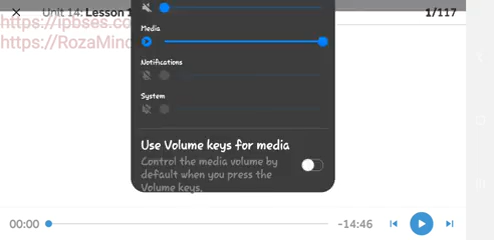 Unit 14: Lesson 1
1/117
https://ipbses.co
https://RozaMind
Media
Notifications
System
Use Volume keys for media
Control the media volume by
default when you press the
Volume keys.
00:00
-14:46